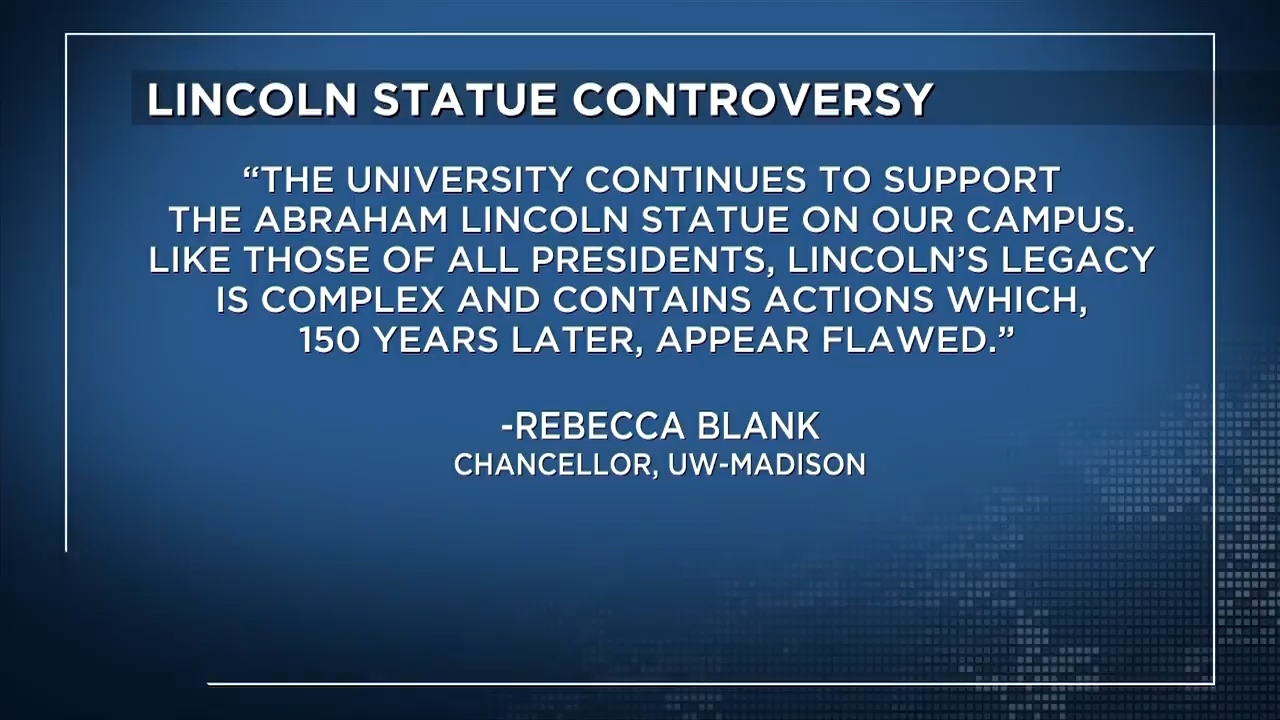 LINCOLN STATUE CONTROVERSY
“THE UNIVERSITY CONTINUES TO SUPPORT
THE ABRAHAM LINCOLN STATUE ON OUR CAMPUS.
LIKE THOSE OF ALL PRESIDENTS, LINCOLN’S LEGACY
IS COMPLEX AND CONTAINS ACTIONS WHICH,
150 YEARS LATER, APPEAR FLAWED.”
-REBECCA BLANK
CHANCELLOR, UW-MADISON